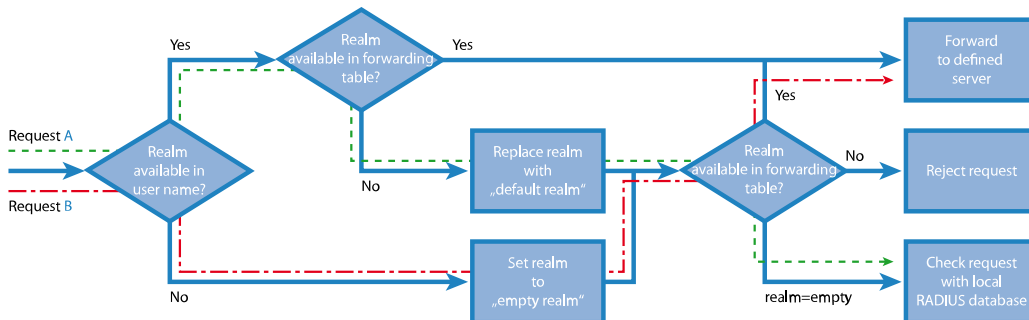 Realm
available in forwarding
table?
Yes
Yes
Forward
to defined
server
Request A
Realm
available in
user name?
Request B
No
Replace realm
with
„default realm“
Realm
available in forwarding
table?
Yes
No
Reject request
No
Set realm
to
„empty realm“
realm=empty
Check request
with local
RADIUS database